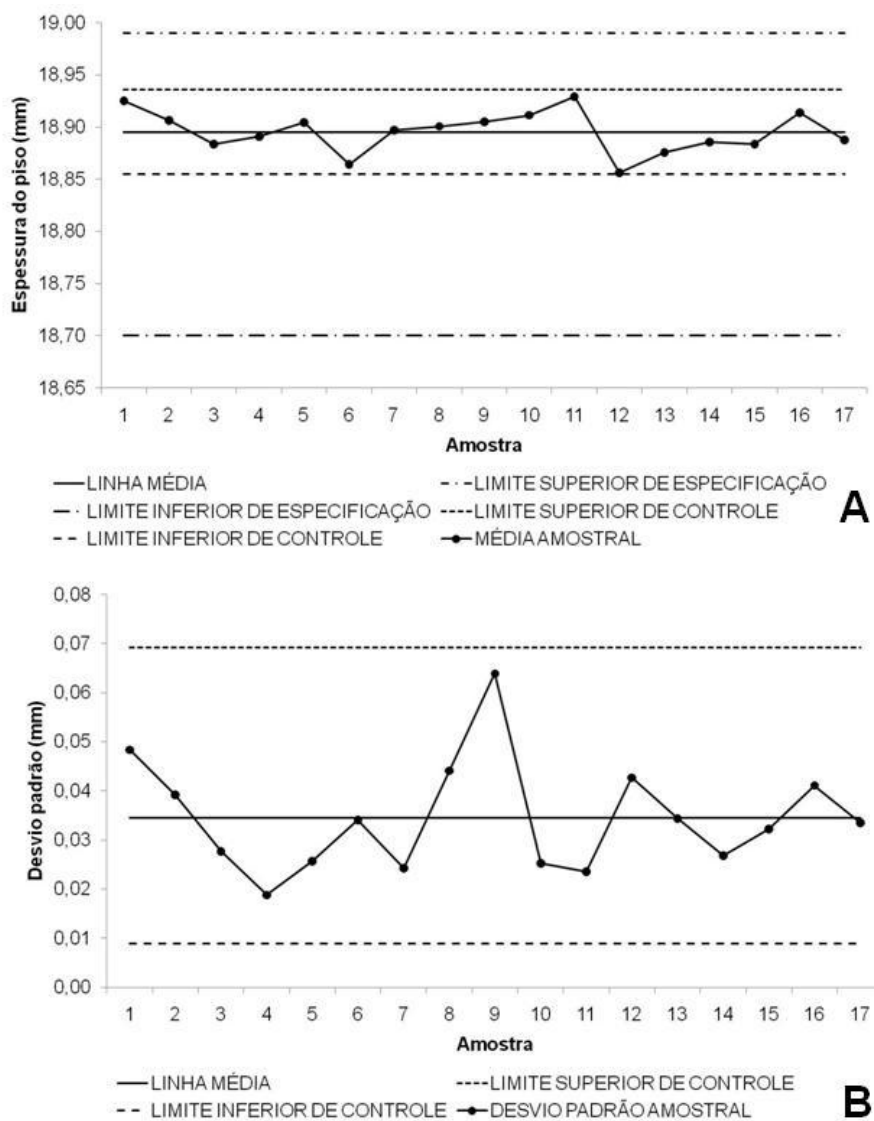 19,00
18,95
18,90
18,85
18,80
18,75
18,70
18,65
Espessura do piso (mm)
1 2 3 4 5 6 7 8 9 10 11 12 13 14 15 16 17
Amostra
LINHA MÉDIA LIMITE SUPERIOR DE ESPECIFICAÇÃO
LIMITE INFERIOR DE ESPECIFICAÇÃO LIMITE SUPERIOR DE CONTROLE
LIMITE INFERIOR DE CONTROLE MÉDIA AMOSTRAL
A
0,08
0,07
0,06
0,05
0,04
0,03
0,02
0,01
0,00
Desvio padrão (mm)
1 2 3 4 5 6 7 8 9 10 11 12 13 14 15 16 17
Amostra
LINHA MÉDIA LIMITE SUPERIOR DE CONTROLE
LIMITE INFERIOR DE CONTROLE DESVIO PADRÃO AMOSTRAL
B